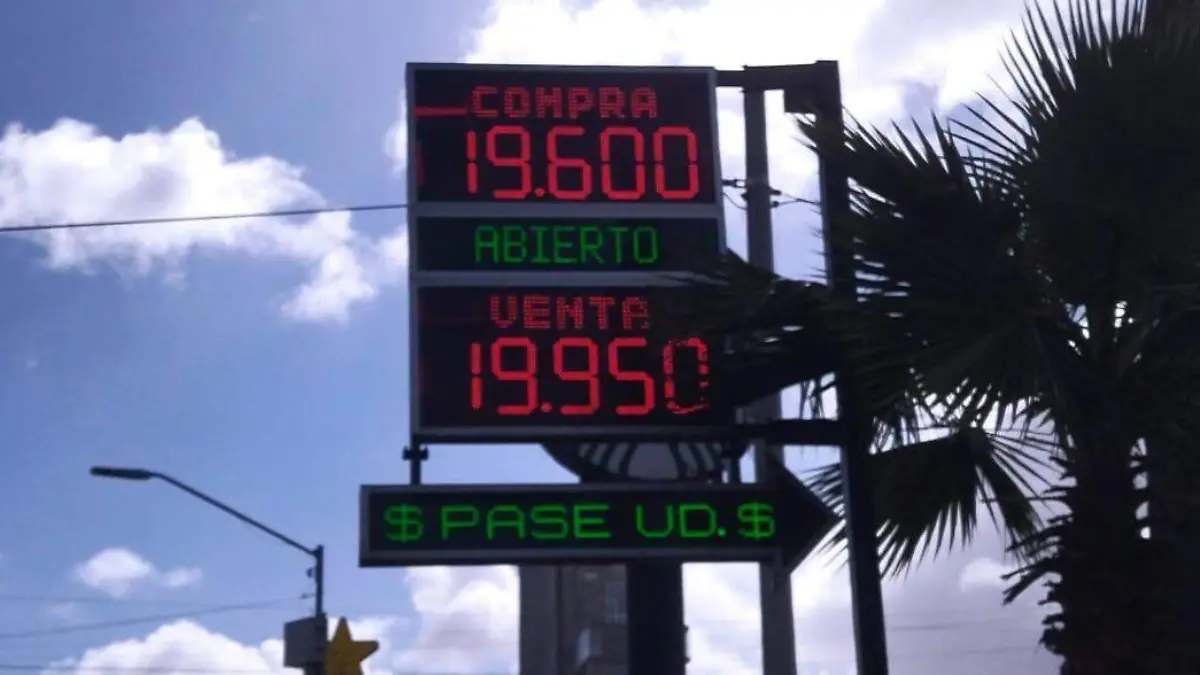 COMPRA
19.600
ABIERTO
VENTA
19.950
$ PASE UD. $